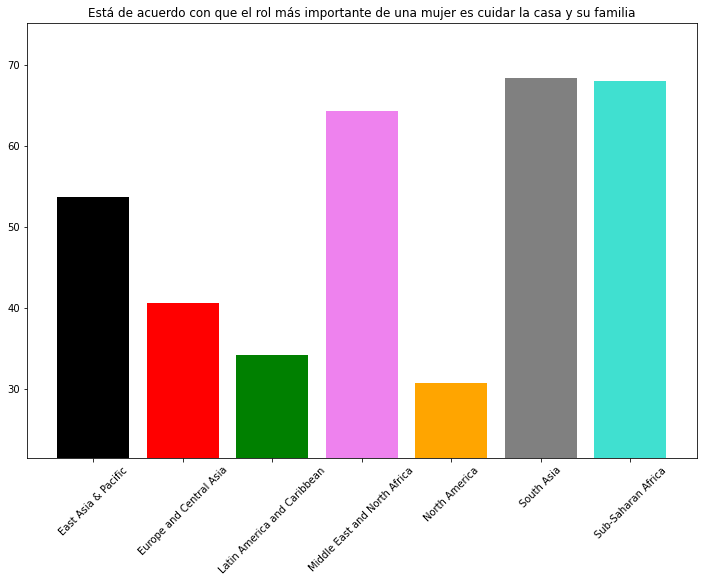 Está de acuerdo con que el rol más importante de una mujer es cuidar la casa y su familia
70
60
50
40
30
East Asia & Pacific
Europe and Central Asia
Latin America and Caribbean
Middle East and North Africa
North America
South Asia
Sub-Saharan Africa